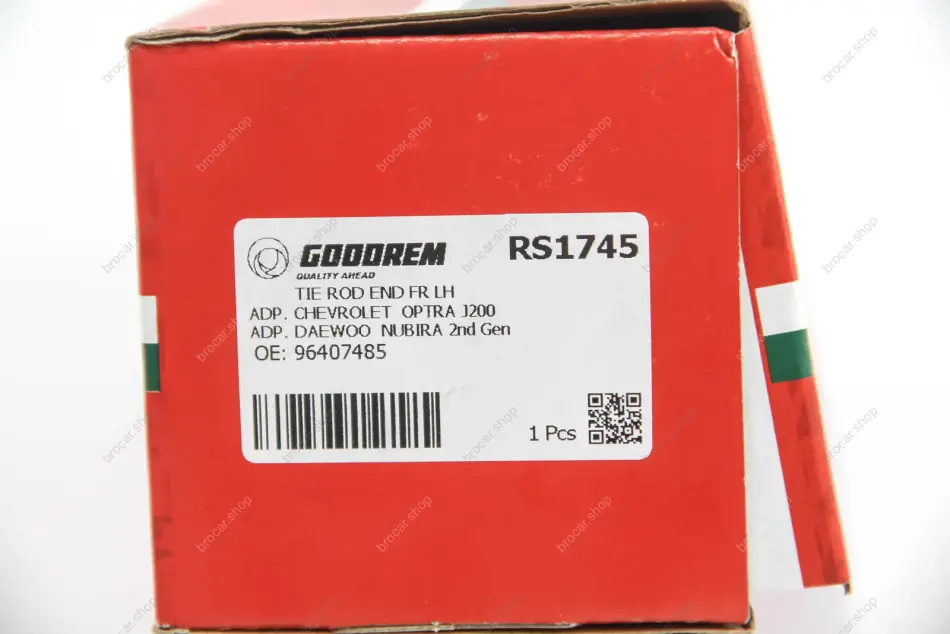 GOODREM
RS1745
QUALITY AHEAD
TIE ROD END FR LH
ADP. CHEVROLET OPTRA J200
ADP. DAEWOO NUBIRA 2nd Gen
OE: 96407485
1 Pcs
brocar.shop